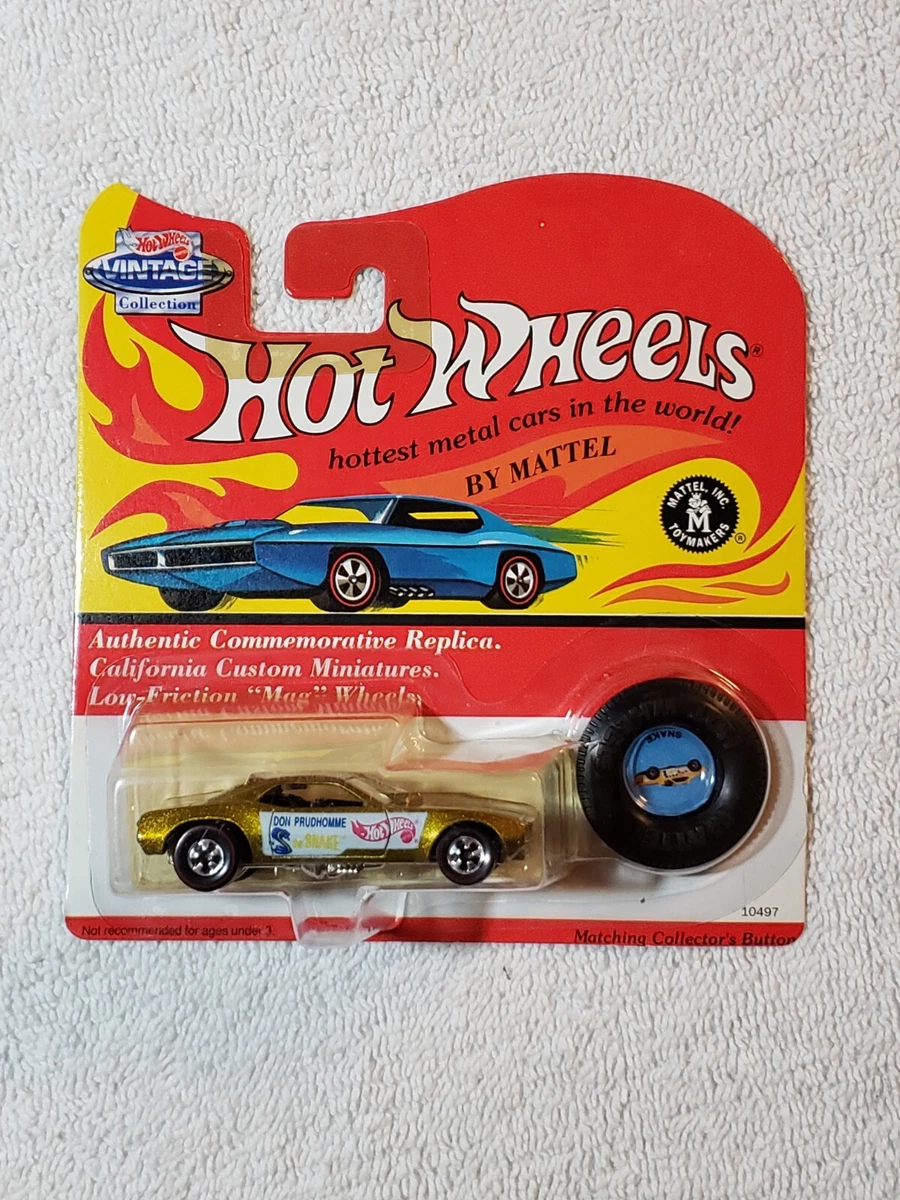 Hot Wheels
VINTAGE
Collection
Hot Wheels®
hottest metal cars in the world!
BY MATTEL
MATTEL, INC.
M
TOYMAKERS ®
Authentic Commemorative Replica.
California Custom Miniatures.
Low-Friction "Mag" Wheels.
SNAKE
DON PRUDHOMME
the SNAKE
Hot Wheels
10497
Not recommended for ages under 3.
Matching Collector's Button